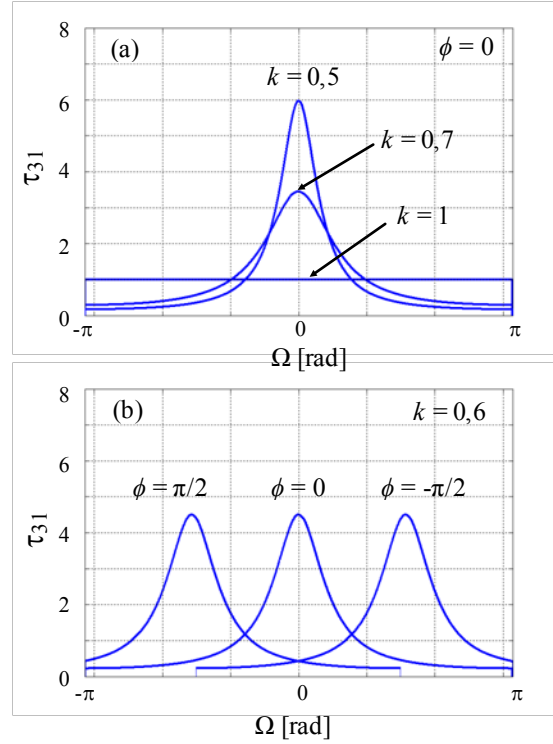 8
(a)
ϕ = 0
k = 0,5
6
k = 0,7
4
τ31
k = 1
2
0
-π
0
π
Ω [rad]
8
(b)
k = 0,6
6
ϕ = π/2
ϕ = 0
ϕ = -π/2
4
τ31
2
0
-π
0
π
Ω [rad]